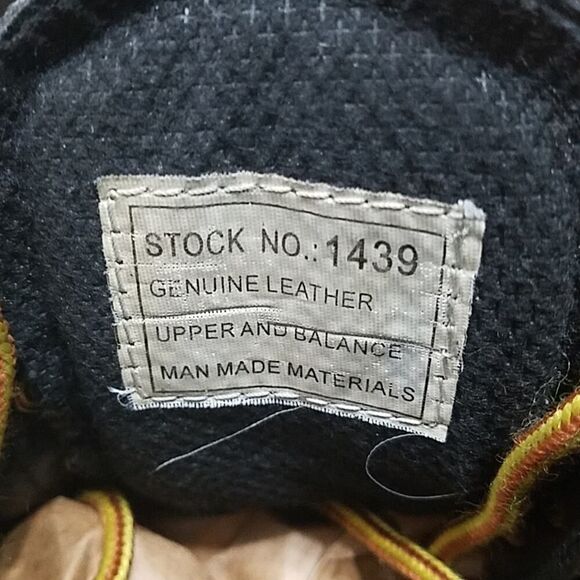 STOCK NO.: 1439
GENUINE LEATHER
UPPER AND BALANCE
MAN MADE MATERIALS